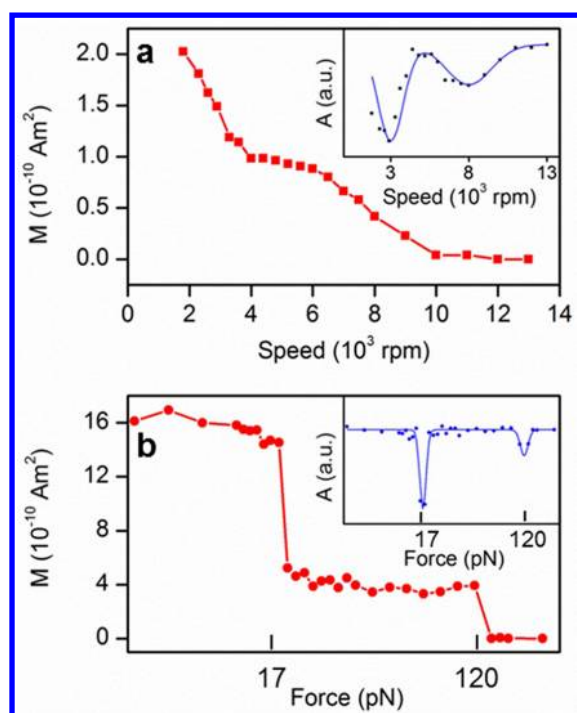 a
M (10⁻¹⁰ Am²)
2.0
1.5
1.0
0.5
0.0
0 2 4 6 8 10 12 14
Speed (10³ rpm)
A (a.u.)
3 8 13
Speed (10³ rpm)
b
M (10⁻¹⁰ Am²)
16
12
8
4
0
17 120
Force (pN)
A (a.u.)
17 120
Force (pN)